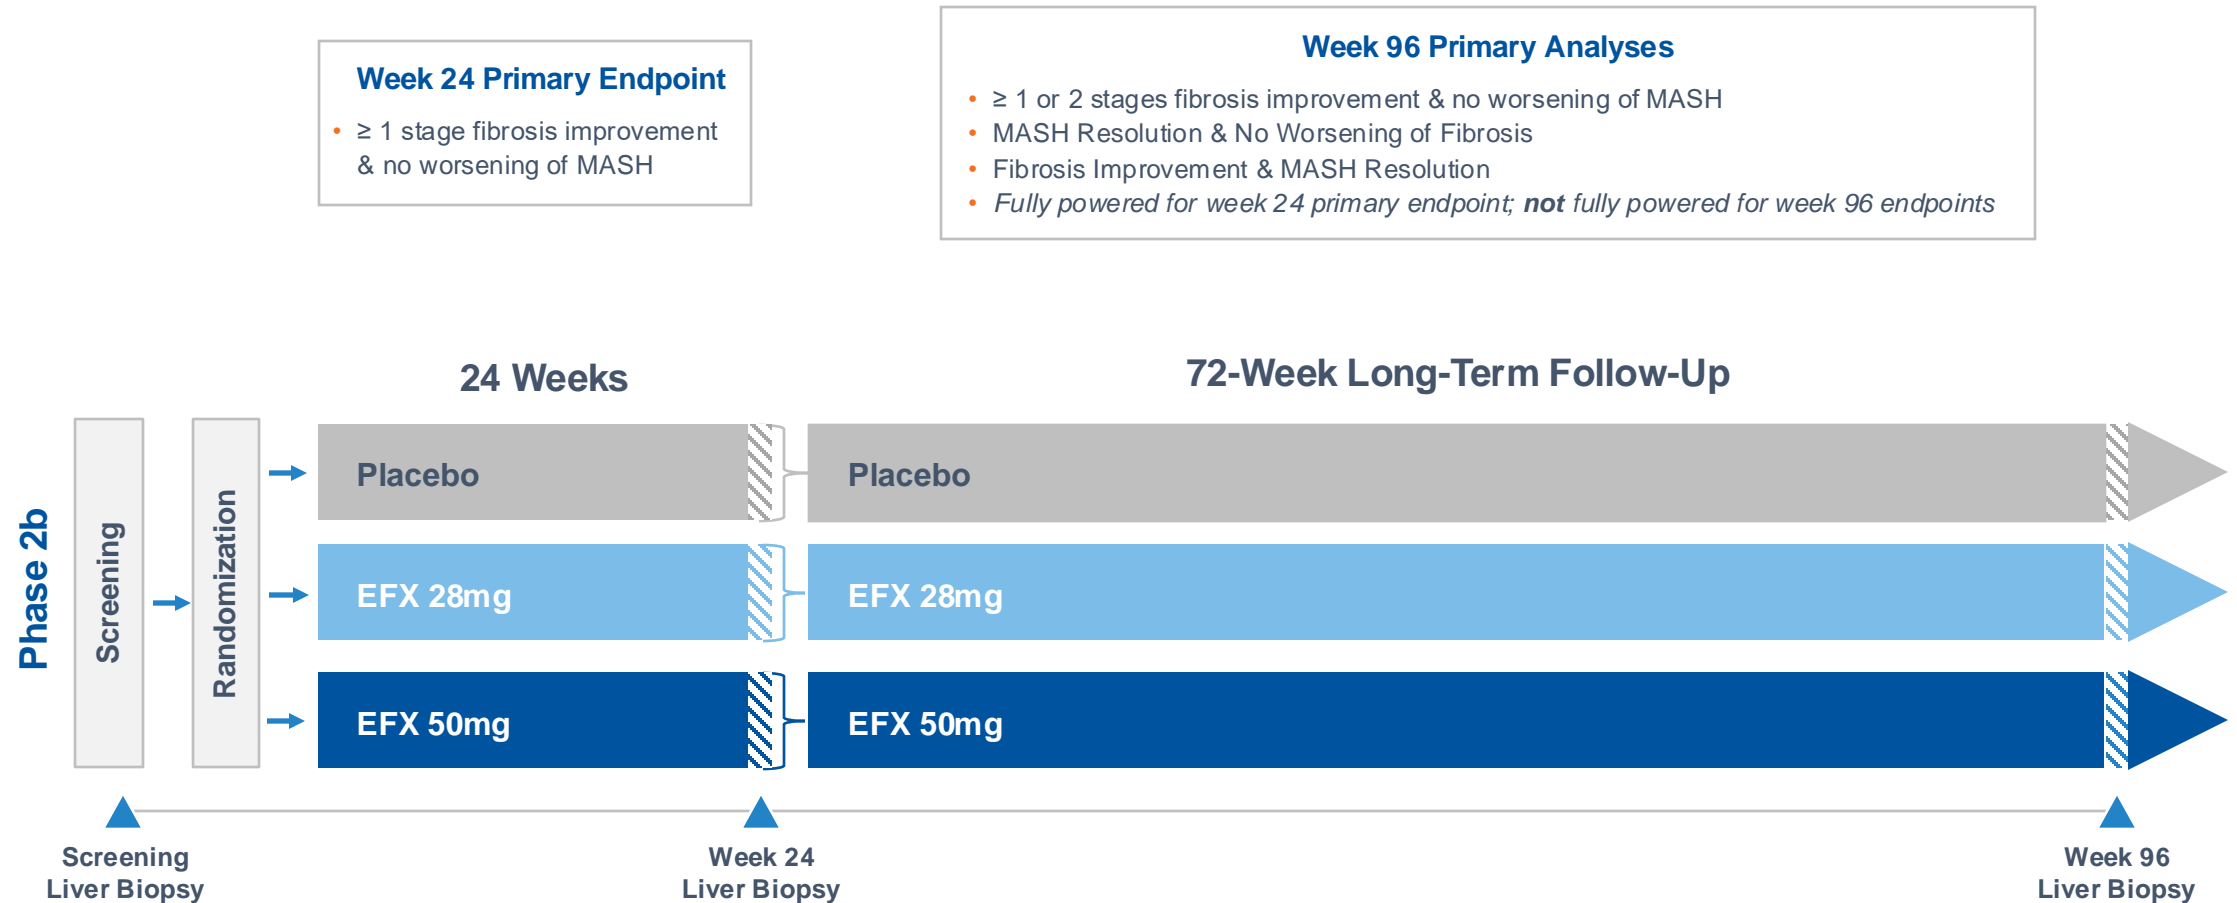 Week 24 Primary Endpoint
• ≥ 1 stage fibrosis improvement
& no worsening of MASH
Week 96 Primary Analyses
• ≥ 1 or 2 stages fibrosis improvement & no worsening of MASH
• MASH Resolution & No Worsening of Fibrosis
• Fibrosis Improvement & MASH Resolution
• Fully powered for week 24 primary endpoint; not fully powered for week 96 endpoints
24 Weeks
72-Week Long-Term Follow-Up
Phase 2b
Screening
Randomization
Placebo
Placebo
EFX 28mg
EFX 28mg
EFX 50mg
EFX 50mg
Screening
Liver Biopsy
Week 24
Liver Biopsy
Week 96
Liver Biopsy